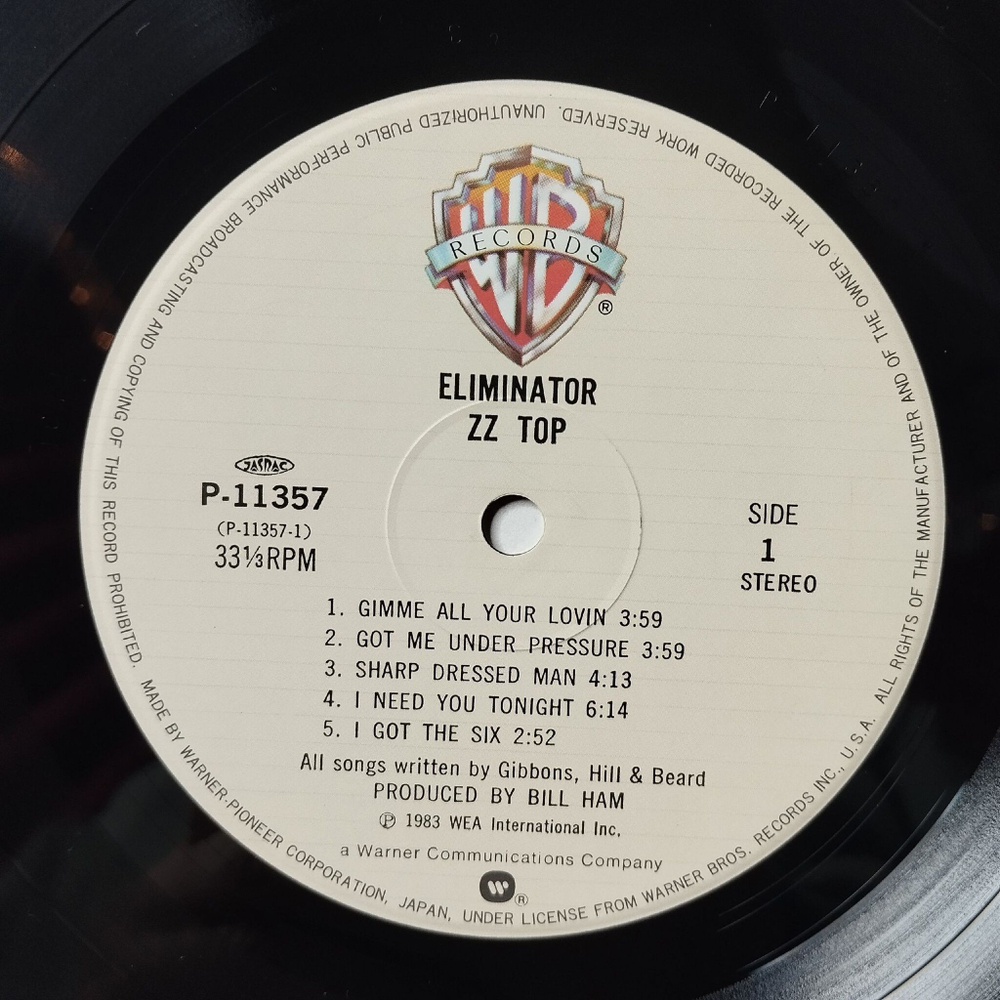 WB
RECORDS
®
ELIMINATOR
ZZ TOP
JASRAC
P-11357
(P-11357-1)
33⅓RPM
SIDE
1
STEREO
1. GIMME ALL YOUR LOVIN 3:59
2. GOT ME UNDER PRESSURE 3:59
3. SHARP DRESSED MAN 4:13
4. I NEED YOU TONIGHT 6:14
5. I GOT THE SIX 2:52
All songs written by Gibbons, Hill & Beard
PRODUCED BY BILL HAM
℗ 1983 WEA International Inc.
a Warner Communications Company
W®
MADE BY WARNER-PIONEER CORPORATION, JAPAN, UNDER LICENSE FROM WARNER BROS. RECORDS INC., U.S.A. ALL RIGHTS OF THE MANUFACTURER AND OF THE OWNER OF THE RECORDED WORK RESERVED. UNAUTHORIZED PUBLIC PERFORMANCE BROADCASTING AND COPYING OF THIS RECORD PROHIBITED.